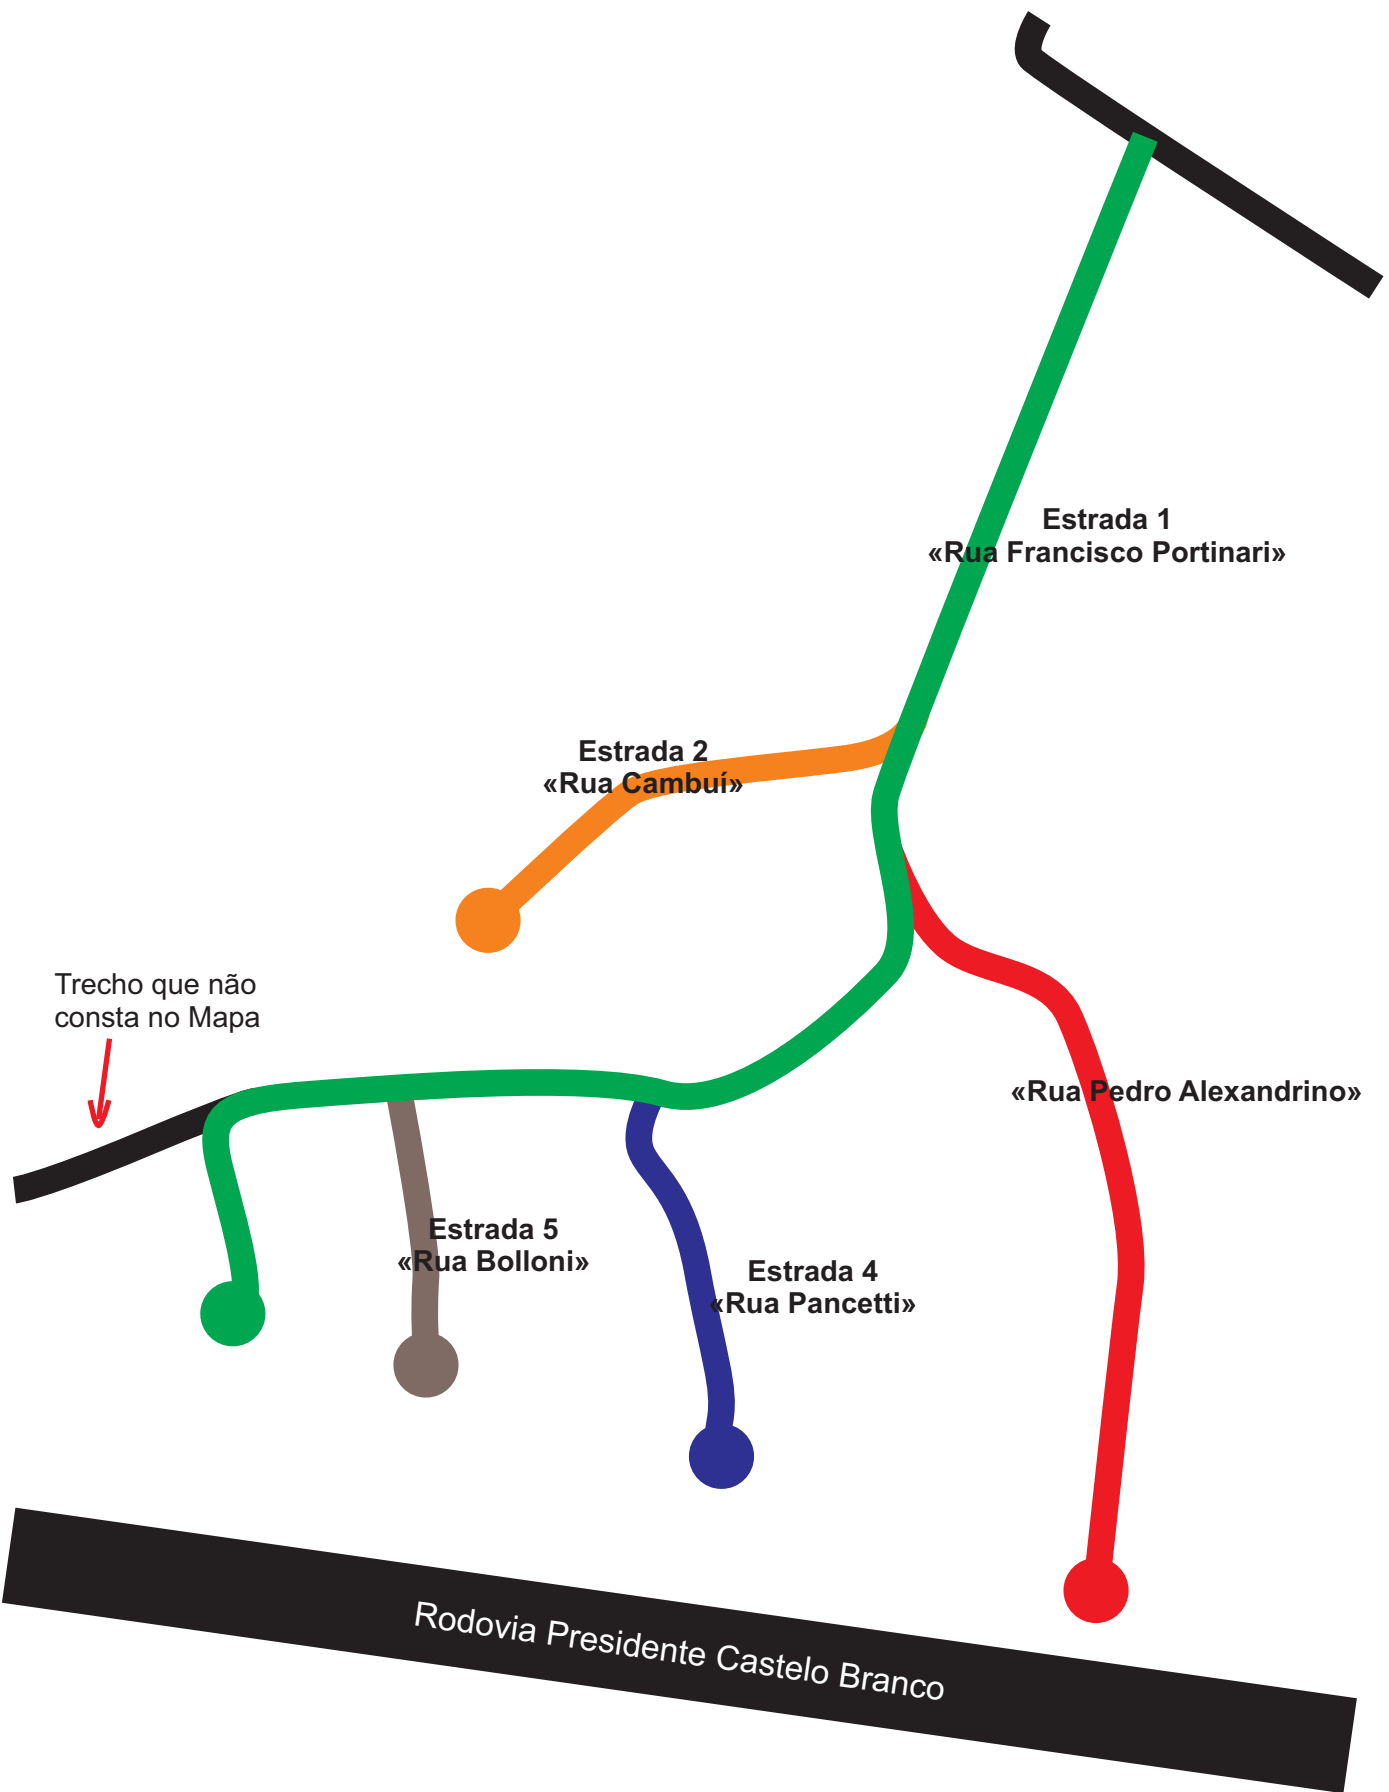 Estrada 1
«Rua Francisco Portinari»
Estrada 2
«Rua Cambuí»
Trecho que não
consta no Mapa
«Rua Pedro Alexandrino»
Estrada 5
«Rua Bolloni»
Estrada 4
«Rua Pancetti»
Rodovia Presidente Castelo Branco